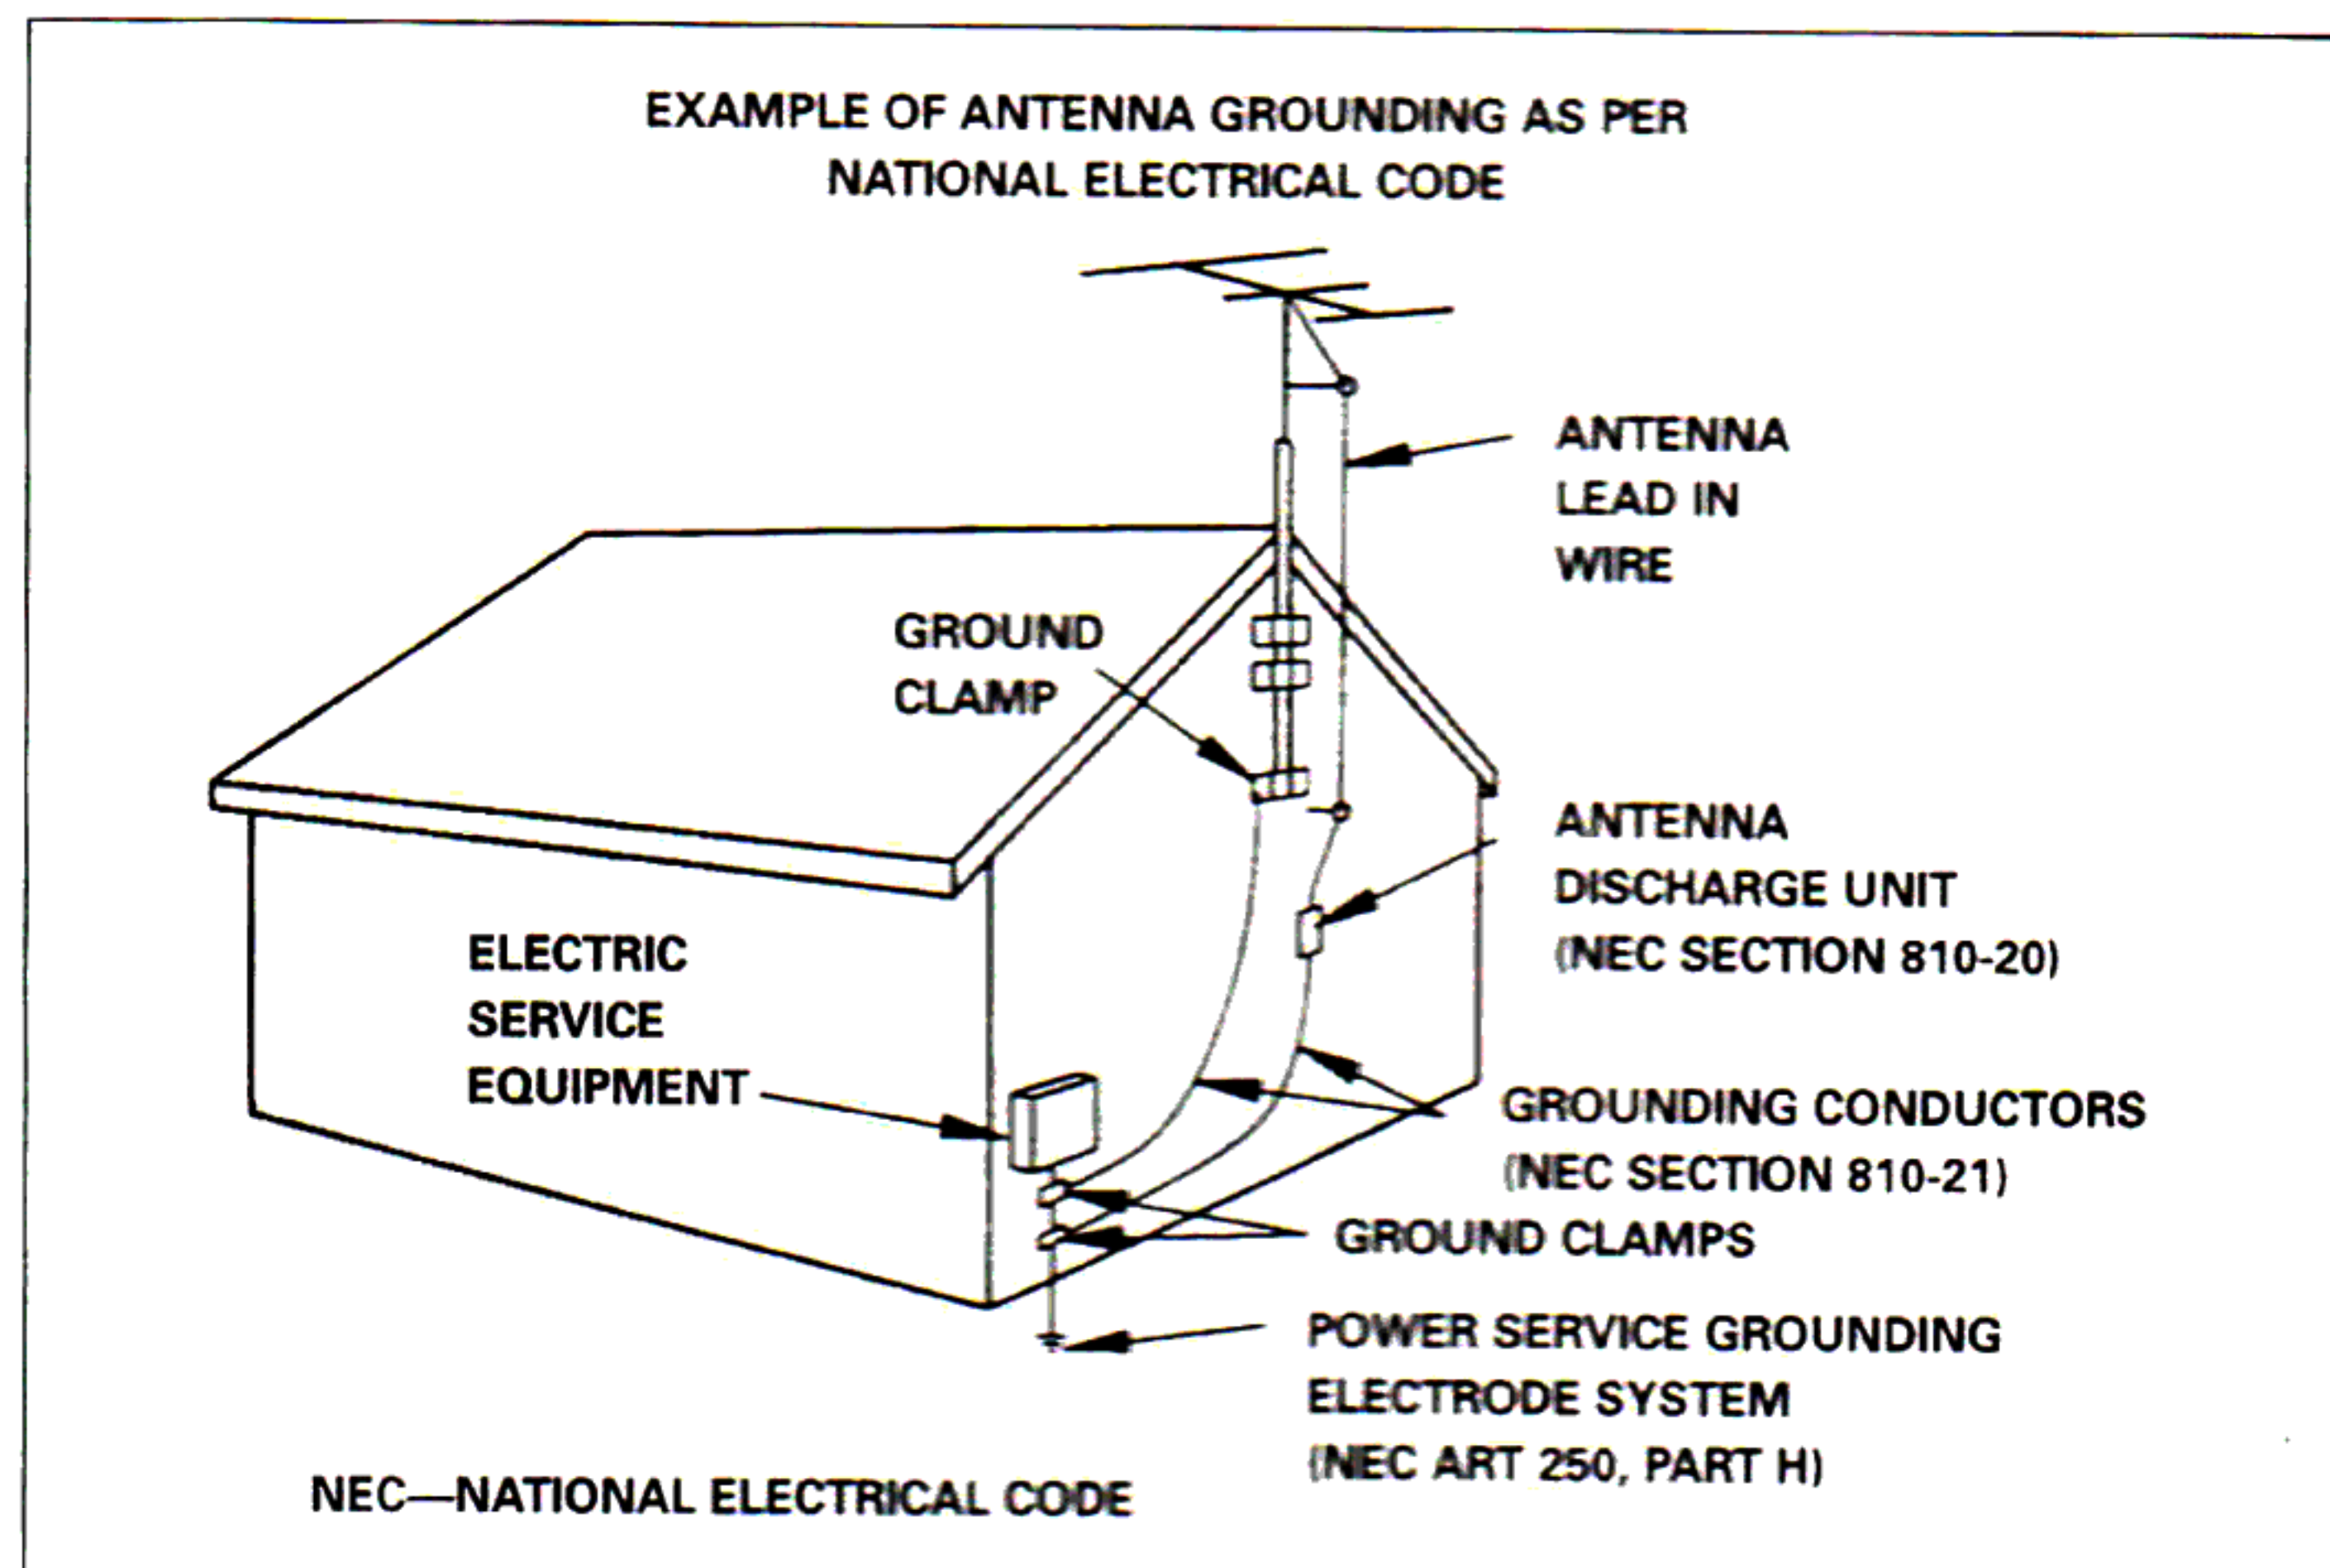 EXAMPLE OF ANTENNA GROUNDING AS PER
NATIONAL ELECTRICAL CODE
ANTENNA
LEAD IN
WIRE
GROUND
CLAMP
ANTENNA
DISCHARGE UNIT
(NEC SECTION 810-20)
ELECTRIC
SERVICE
EQUIPMENT
GROUNDING CONDUCTORS
(NEC SECTION 810-21)
GROUND CLAMPS
POWER SERVICE GROUNDING
ELECTRODE SYSTEM
(NEC ART 250, PART H)
NEC—NATIONAL ELECTRICAL CODE